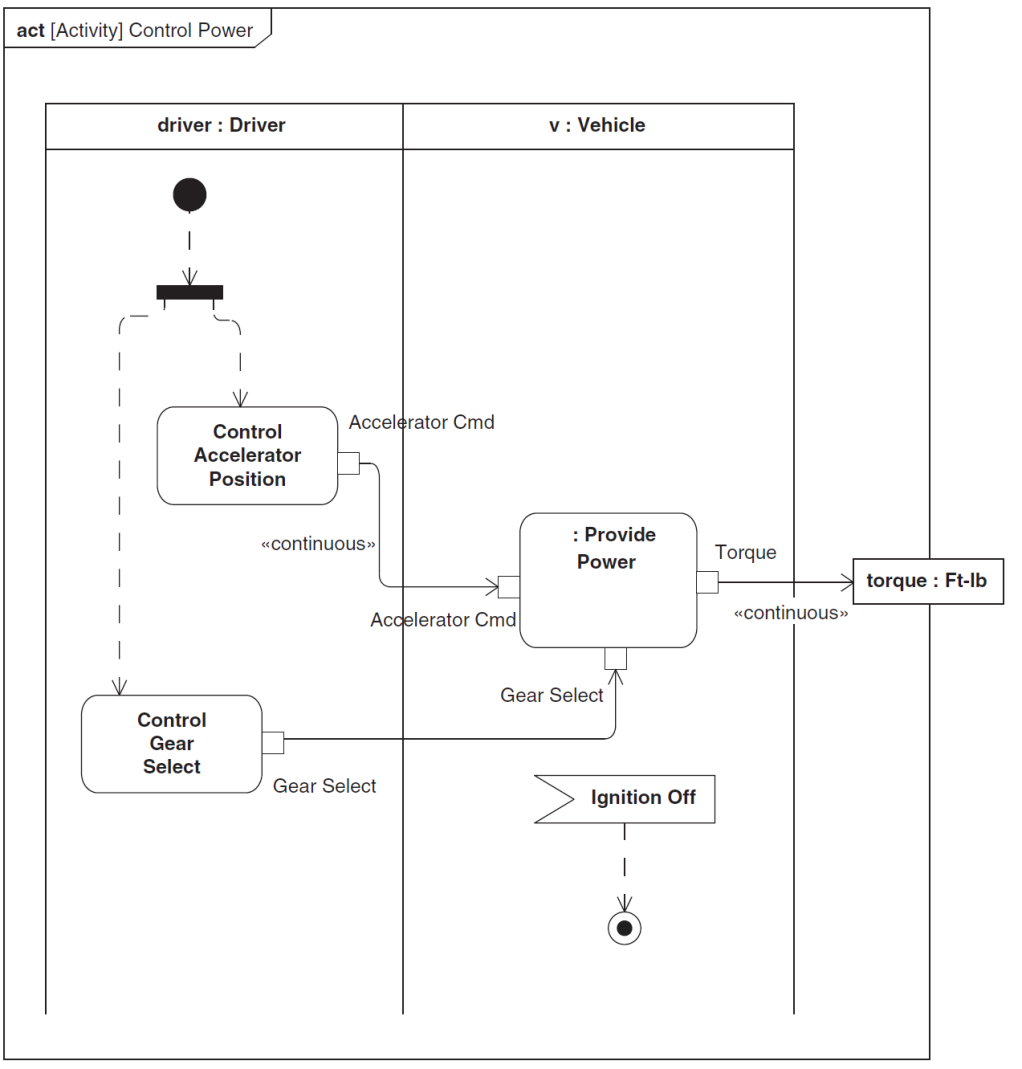 act [Activity] Control Power
driver : Driver
v : Vehicle
Control
Accelerator
Position
Accelerator Cmd
«continuous»
Accelerator Cmd
: Provide
Power
Torque
«continuous»
torque : Ft-lb
Gear Select
Control
Gear
Select
Gear Select
Ignition Off